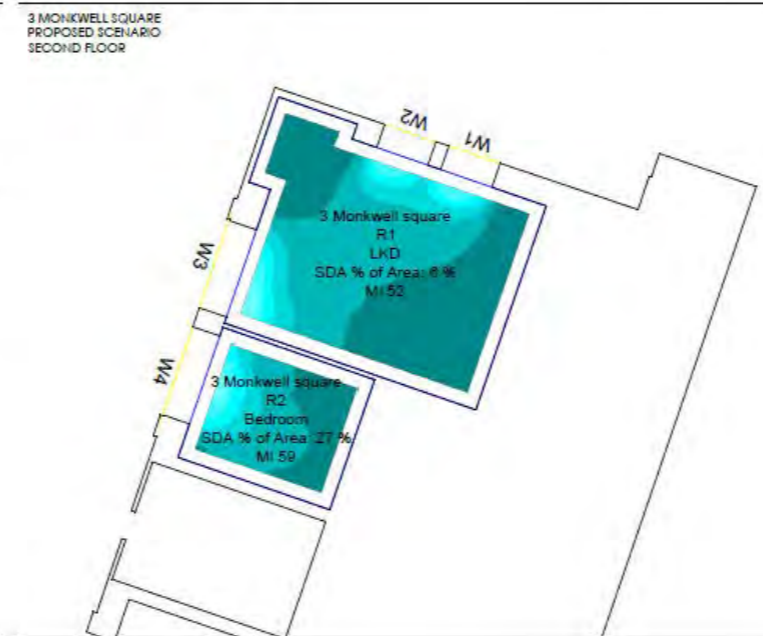 3 MONKWELL SQUARE
PROPOSED SCENARIO
SECOND FLOOR
W2
W1
3 Monkwell square
R1
LKD
SDA % of Area: 6 %
MI 52
W3
W4
3 Monkwell square
R2
Bedroom
SDA % of Area: 27 %
MI 59